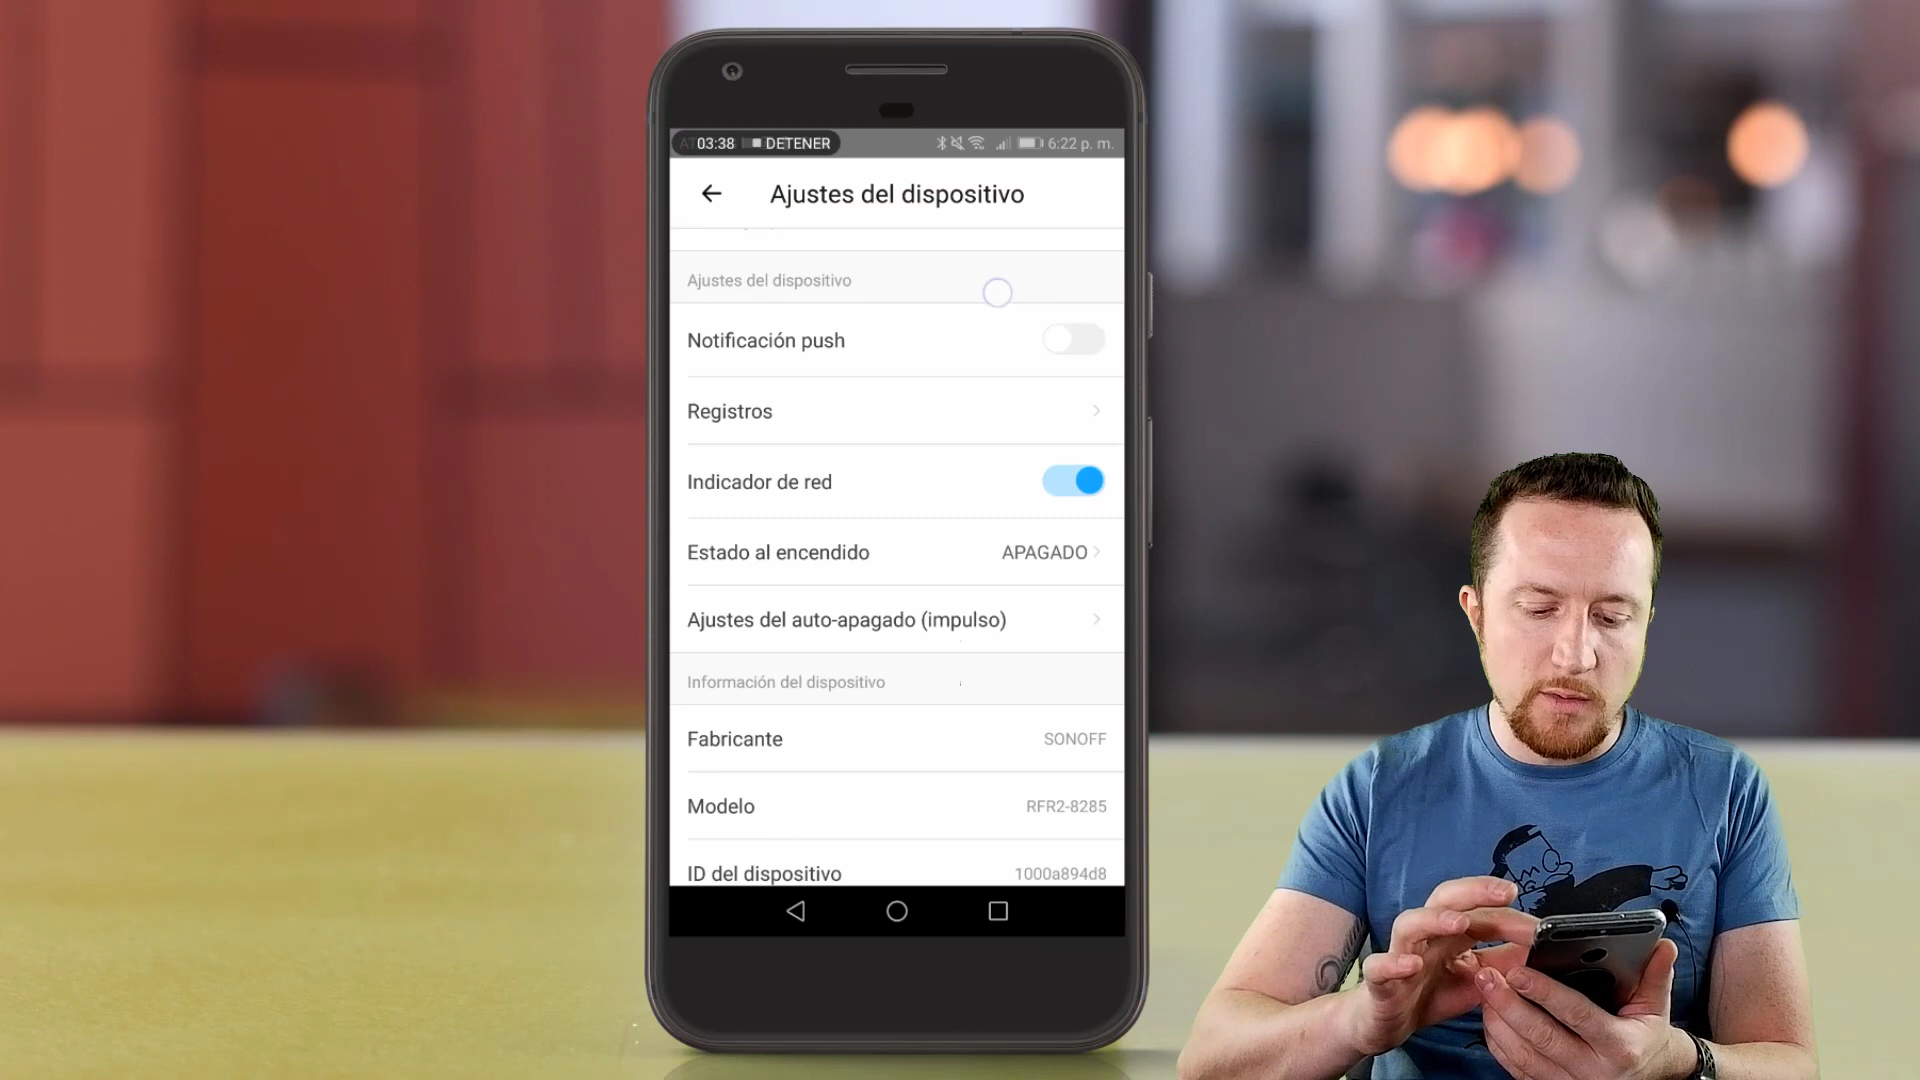 03:38 DETENER 6:22 p. m.
Ajustes del dispositivo
Ajustes del dispositivo
Notificación push
Registros
Indicador de red
Estado al encendido APAGADO
Ajustes del auto-apagado (impulso)
Información del dispositivo
Fabricante SONOFF
Modelo RFR2-8285
ID del dispositivo 1000a894d8